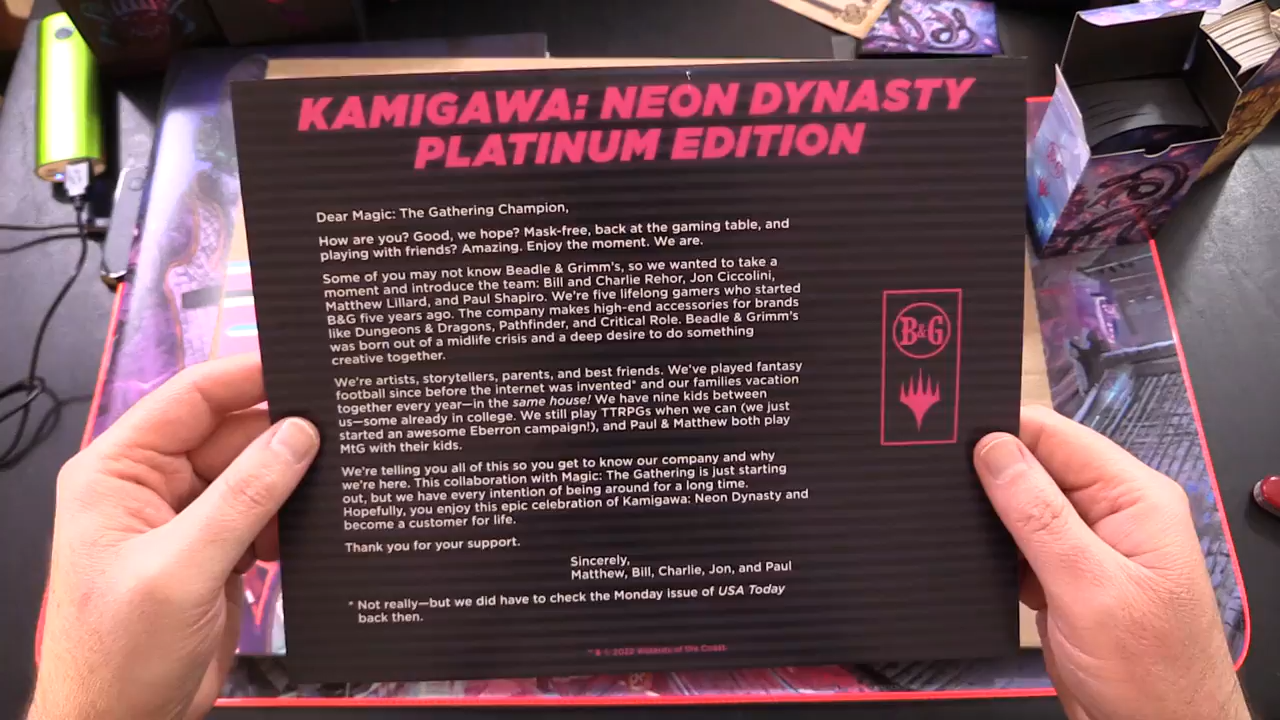 KAMIGAWA: NEON DYNASTY
PLATINUM EDITION
Dear Magic: The Gathering Champion,
How are you? Good, we hope? Mask-free, back at the gaming table, and
playing with friends? Amazing. Enjoy the moment. We are.
Some of you may not know Beadle & Grimm's, so we wanted to take a
moment and introduce the team: Bill and Charlie Rehor, Jon Ciccolini,
Matthew Lillard, and Paul Shapiro. We're five lifelong gamers who started
B&G five years ago. The company makes high-end accessories for brands
like Dungeons & Dragons, Pathfinder, and Critical Role. Beadle & Grimm's
was born out of a midlife crisis and a deep desire to do something
creative together.
We're artists, storytellers, parents, and best friends. We've played fantasy
football since before the internet was invented* and our families vacation
together every year—in the same house! We have nine kids between
us—some already in college. We still play TTRPGs when we can (we just
started an awesome Eberron campaign!), and Paul & Matthew both play
MtG with their kids.
We're telling you all of this so you get to know our company and why
we're here. This collaboration with Magic: The Gathering is just starting
out, but we have every intention of being around for a long time.
Hopefully, you enjoy this epic celebration of Kamigawa: Neon Dynasty and
become a customer for life.
Thank you for your support.
Sincerely,
Matthew, Bill, Charlie, Jon, and Paul
* Not really—but we did have to check the Monday issue of USA Today
back then.
B&G
™ & © 2022 Wizards of the Coast